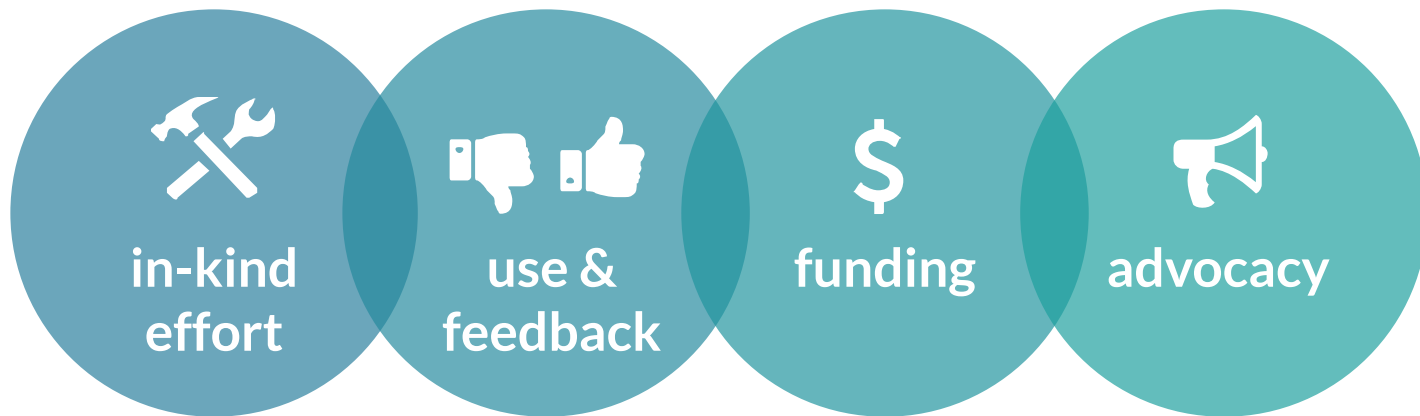 in-kind
effort
use &
feedback
$
funding
advocacy